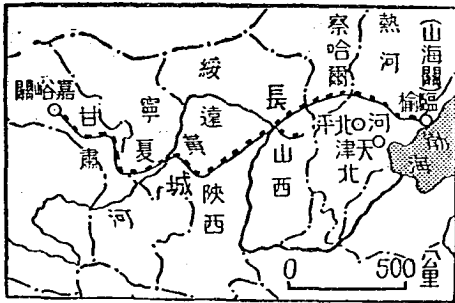 (山海關)
臨榆
熱河
察哈爾
綏遠
寧夏
甘肅
嘉峪關
長城
黃河
陝西
山西
北平
天津
河北
渤海
0 500 公里